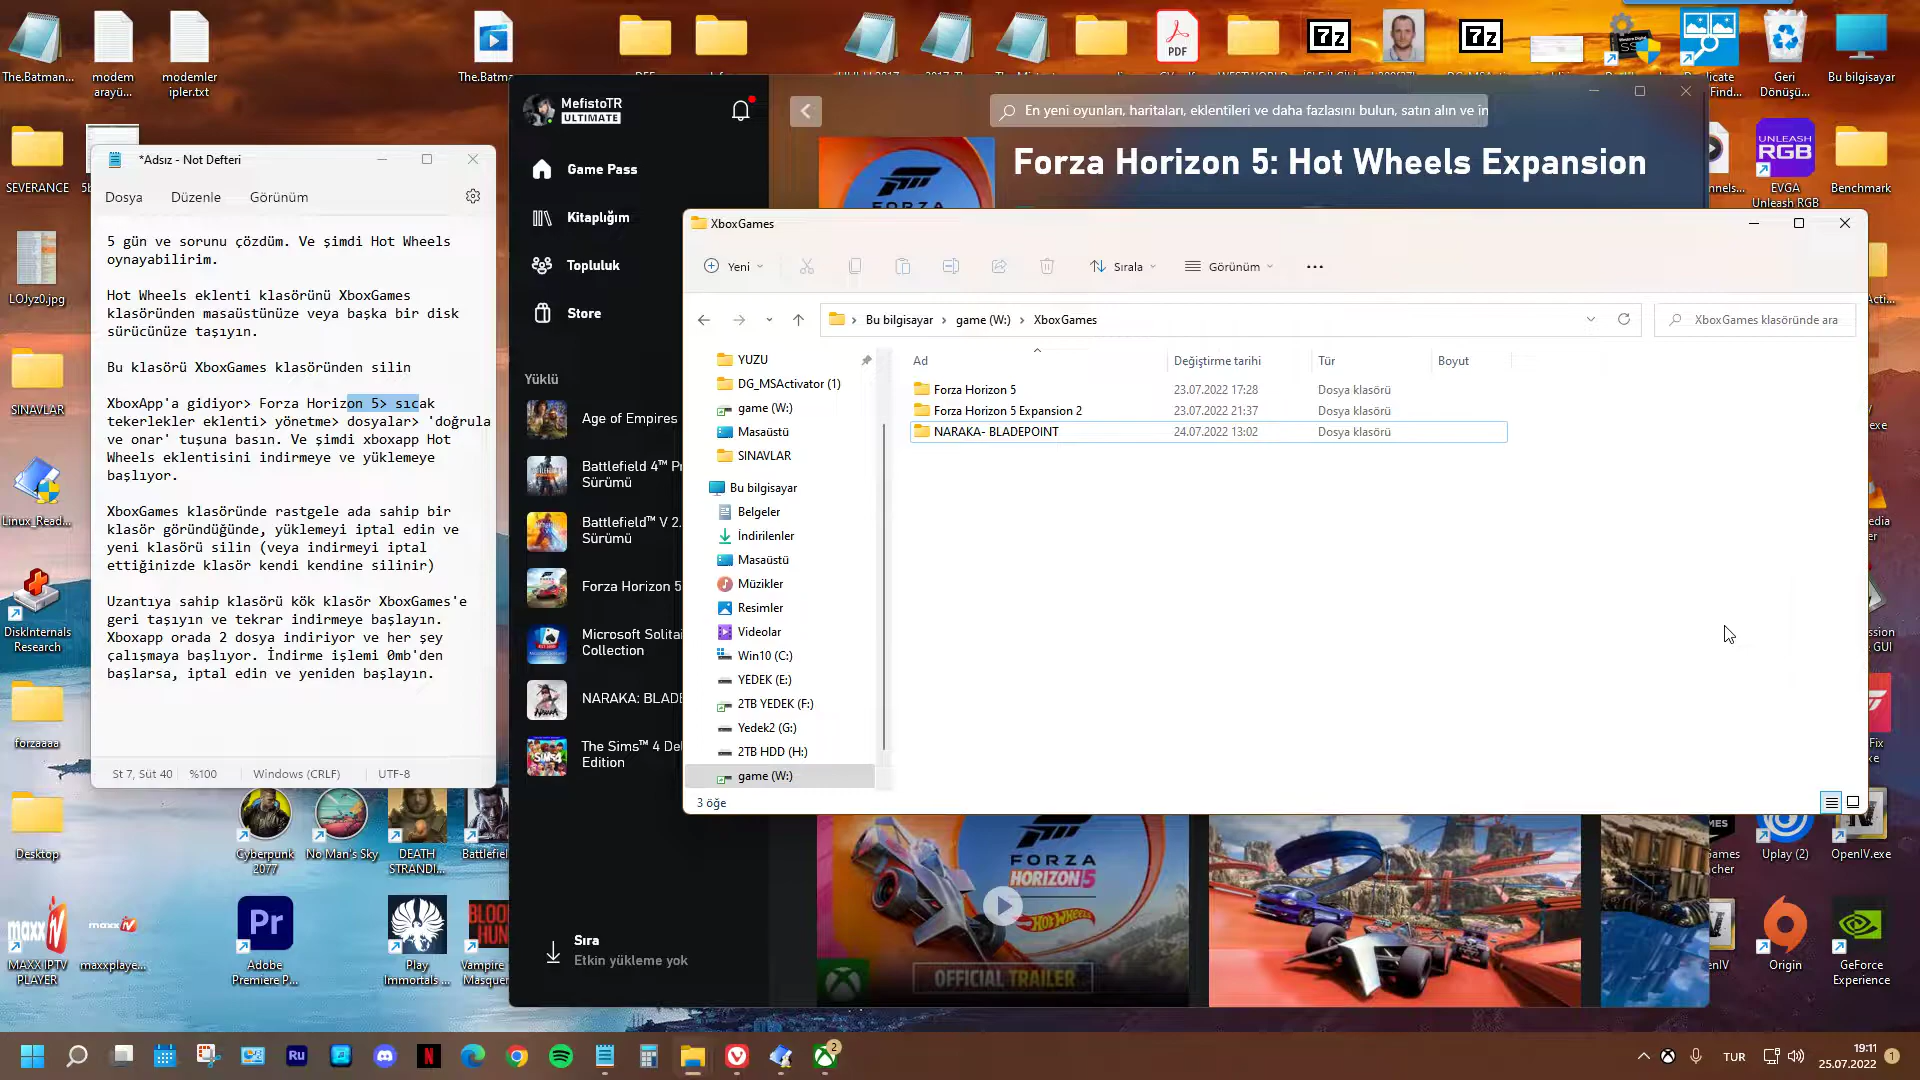 The.Batman...
modem
arayü...
modemler
ipler.txt
The.Batma
PDF
7z
7z
Find...
Geri
Dönüşü...
Bu bilgisayar
SEVERANCE
LOJyz0.jpg
SINAVLAR
Linux_Read...
DiskInternals
Research
forzaaaa
Desktop
MAXX IPTV
PLAYER
maxxplaye...
UNLEASH
RGB
EVGA
Unleash RGB
Benchmark
*Adsız - Not Defteri
Dosya
Düzenle
Görünüm
5 gün ve sorunu çözdüm. Ve şimdi Hot Wheels
oynayabilirim.
Hot Wheels eklenti klasörünü XboxGames
klasöründen masaüstünüze veya başka bir disk
sürücünüze taşıyın.
Bu klasörü XboxGames klasöründen silin
XboxApp'a gidiyor> Forza Horizon 5> sıcak
tekerlekler eklenti> yönetme> dosyalar> 'doğrula
ve onar' tuşuna basın. Ve şimdi xboxapp Hot
Wheels eklentisini indirmeye ve yüklemeye
başlıyor.
XboxGames klasöründe rastgele ada sahip bir
klasör göründüğünde, yüklemeyi iptal edin ve
yeni klasörü silin (veya indirmeyi iptal
ettiğinizde klasör kendi kendine silinir)
Uzantıya sahip klasörü kök klasör XboxGames'e
geri taşıyın ve tekrar indirmeye başlayın.
Xboxapp orada 2 dosya indiriyor ve her şey
çalışmaya başlıyor. İndirme işlemi 0mb'den
başlarsa, iptal edin ve yeniden başlayın.
St 7, Süt 40
%100
Windows (CRLF)
UTF-8
MefistoTR
ULTIMATE
En yeni oyunları, haritaları, eklentileri ve daha fazlasını bulun, satın alın ve in
Game Pass
Kitaplığım
Topluluk
Store
Yüklü
Age of Empires
Battlefield 4™ Pr
Sürümü
Battlefield™ V 2.
Sürümü
Forza Horizon 5
Microsoft Solitai
Collection
NARAKA: BLADE
The Sims™ 4 Del
Edition
Sıra
Etkin yükleme yok
Forza Horizon 5: Hot Wheels Expansion
XboxGames
Yeni
Sırala
Görünüm
Bu bilgisayar
game (W:)
XboxGames
XboxGames klasöründe ara
YUZU
DG_MSActivator (1)
game (W:)
Masaüstü
SINAVLAR
Bu bilgisayar
Belgeler
İndirilenler
Masaüstü
Müzikler
Resimler
Videolar
Win10 (C:)
YEDEK (E:)
2TB YEDEK (F:)
Yedek2 (G:)
2TB HDD (H:)
game (W:)
Ad
Değiştirme tarihi
Tür
Boyut
Forza Horizon 5
23.07.2022 17:28
Dosya klasörü
Forza Horizon 5 Expansion 2
23.07.2022 21:37
Dosya klasörü
NARAKA- BLADEPOINT
24.07.2022 13:02
Dosya klasörü
3 öğe
FORZA
HORIZON 5
OFFICIAL TRAILER
Cyberpunk
2077
No Man's Sky
DEATH
STRANDI...
Battlefiel
Pr
Adobe
Premiere P...
Play
Immortals ...
Vampire
Masquer
Uplay (2)
OpenIV.exe
Origin
GeForce
Experience
Ru
2
TUR
19:11
25.07.2022
1